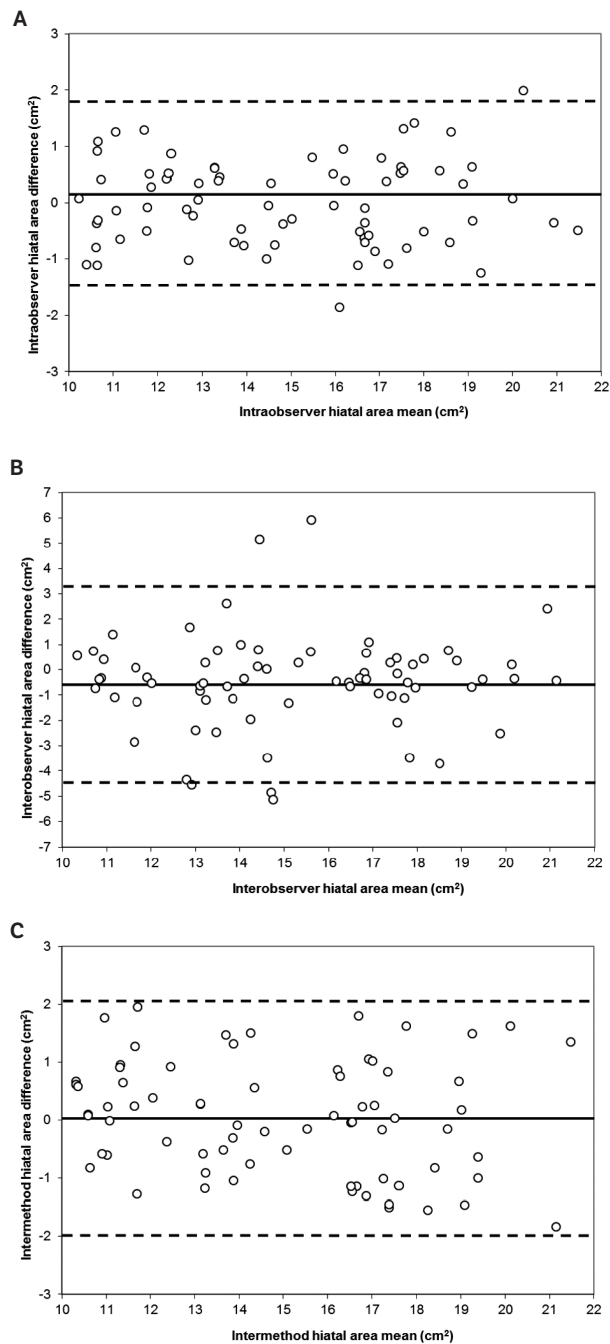 A
Intraobserver hiatal area difference (cm²)
3
2
1
0
-1
-2
-3
10 11 12 13 14 15 16 17 18 19 20 21 22
Intraobserver hiatal area mean (cm²)
B
Interobserver hiatal area difference (cm²)
7
6
5
4
3
2
1
0
-1
-2
-3
-4
-5
-6
-7
10 11 12 13 14 15 16 17 18 19 20 21 22
Interobserver hiatal area mean (cm²)
C
Intermethod hiatal area difference (cm²)
3
2
1
0
-1
-2
-3
10 11 12 13 14 15 16 17 18 19 20 21 22
Intermethod hiatal area mean (cm²)